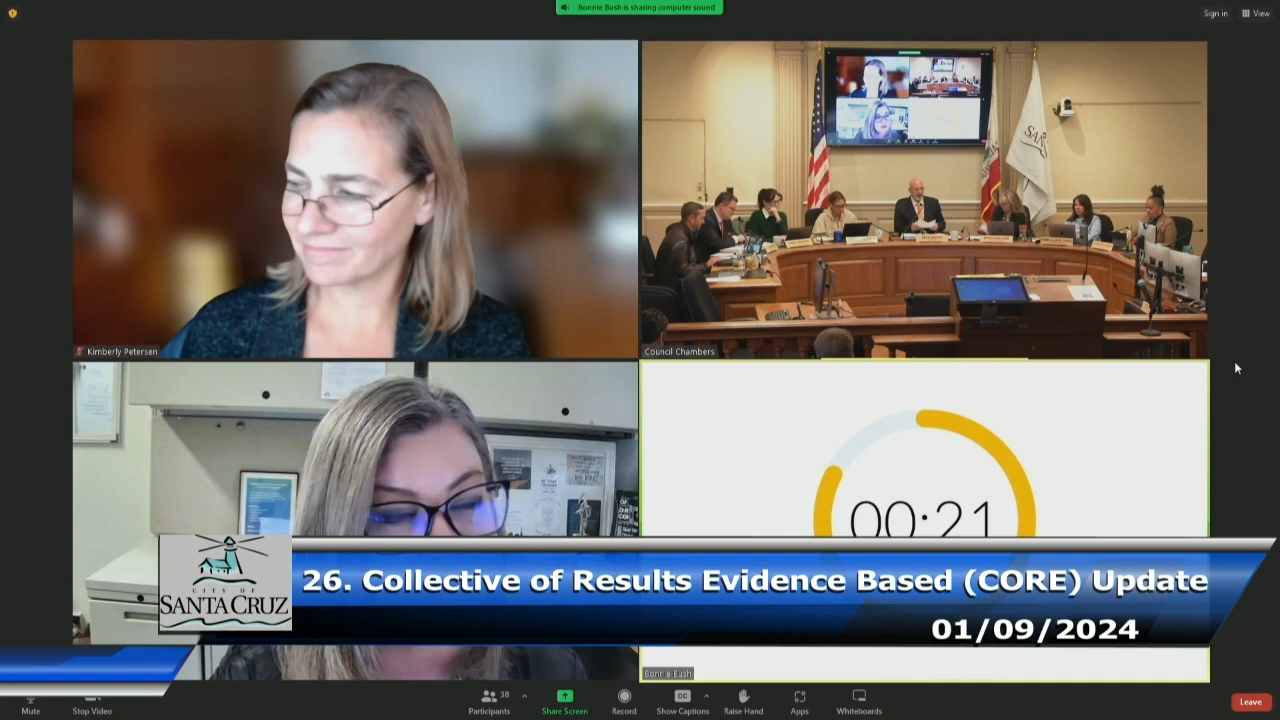 Bonnie Bush is sharing computer sound
Sign in
View
Kimberly Petersen
Council Chambers
00:21
CITY OF
SANTA CRUZ
26. Collective of Results Evidence Based (CORE) Update
01/09/2024
Bonnie Bush
Mute
Stop Video
Participants
38
Share Screen
CC
Record
Show Captions
Raise Hand
Apps
Whiteboards
Leave